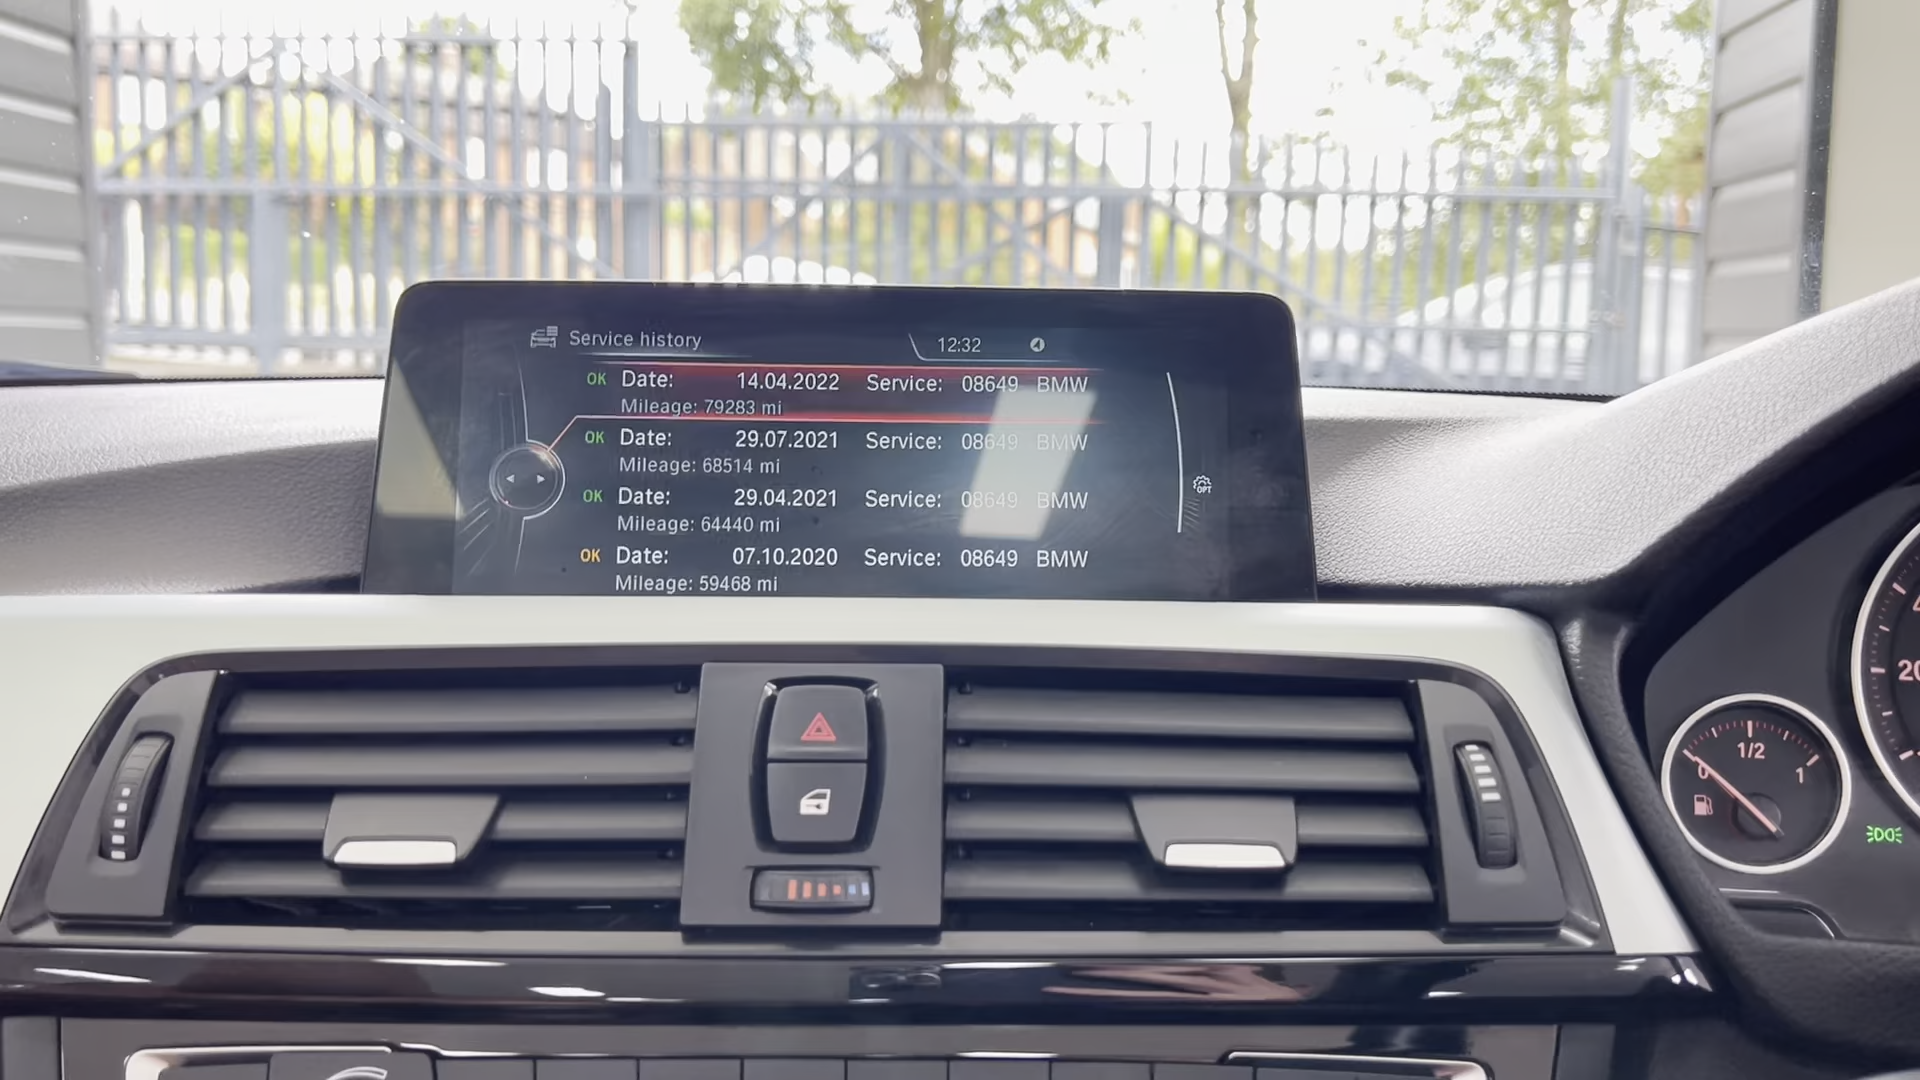 Service history
12:32
OK Date: 14.04.2022 Service: 08649 BMW
Mileage: 79283 mi
OK Date: 29.07.2021 Service: 08649 BMW
Mileage: 68514 mi
OK Date: 29.04.2021 Service: 08649 BMW
Mileage: 64440 mi
OPT
OK Date: 07.10.2020 Service: 08649 BMW
Mileage: 59468 mi
20
0 1/2 1